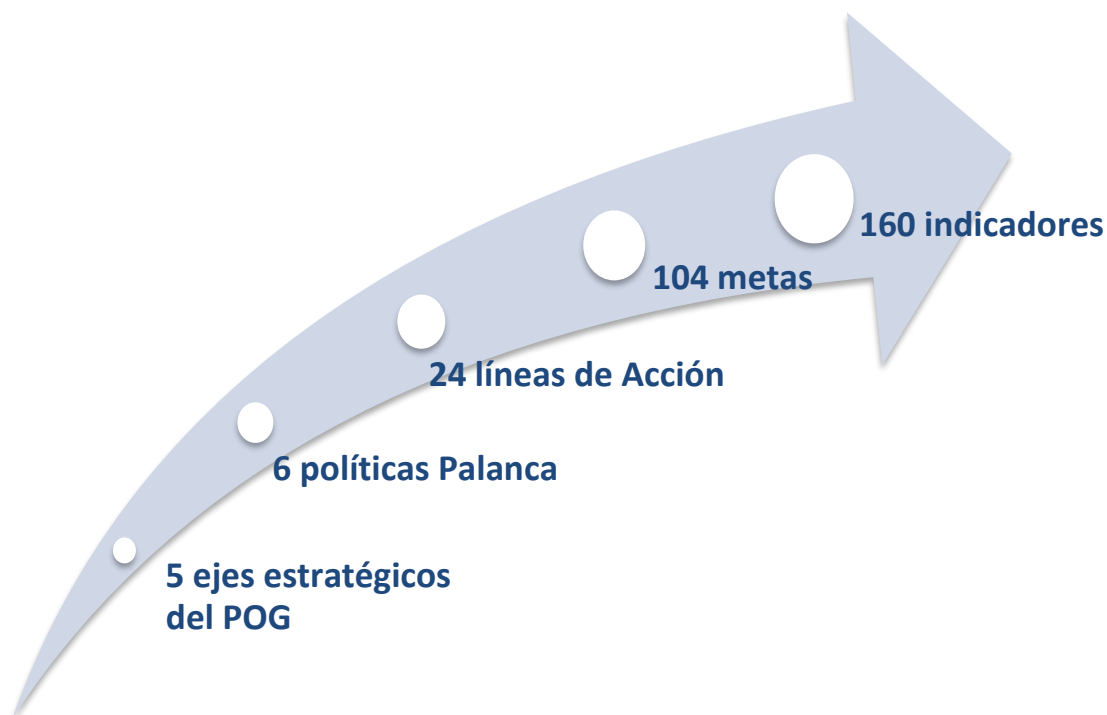 160 indicadores
104 metas
24 líneas de Acción
6 políticas Palanca
5 ejes estratégicos
del POG